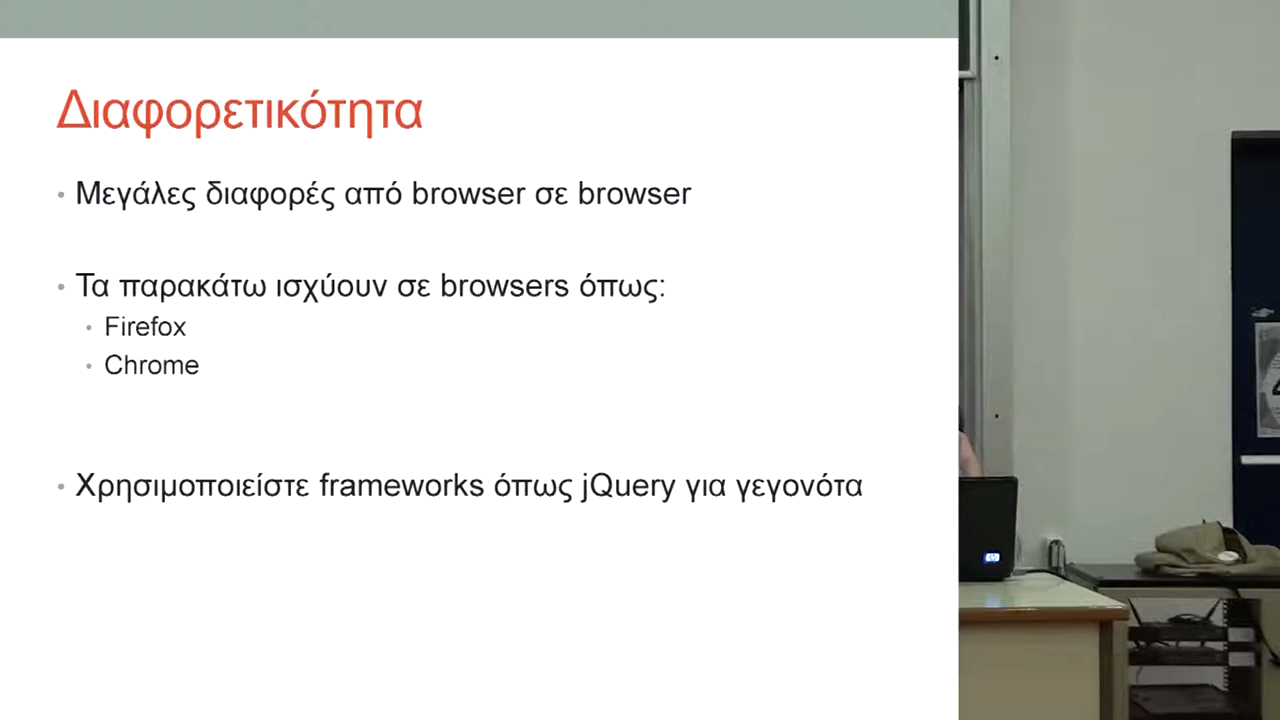 Διαφορετικότητα
Μεγάλες διαφορές από browser σε browser
Τα παρακάτω ισχύουν σε browsers όπως:
Firefox
Chrome
Χρησιμοποιείστε frameworks όπως jQuery για γεγονότα
hp